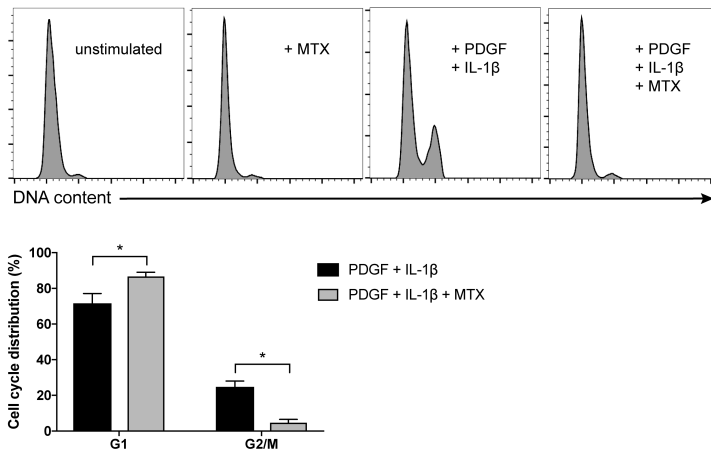 unstimulated
+ MTX
+ PDGF
+ IL-1β
+ PDGF
+ IL-1β
+ MTX
DNA content
Cell cycle distribution (%)
100
80
60
40
20
0
*
*
G1
G2/M
PDGF + IL-1β
PDGF + IL-1β + MTX